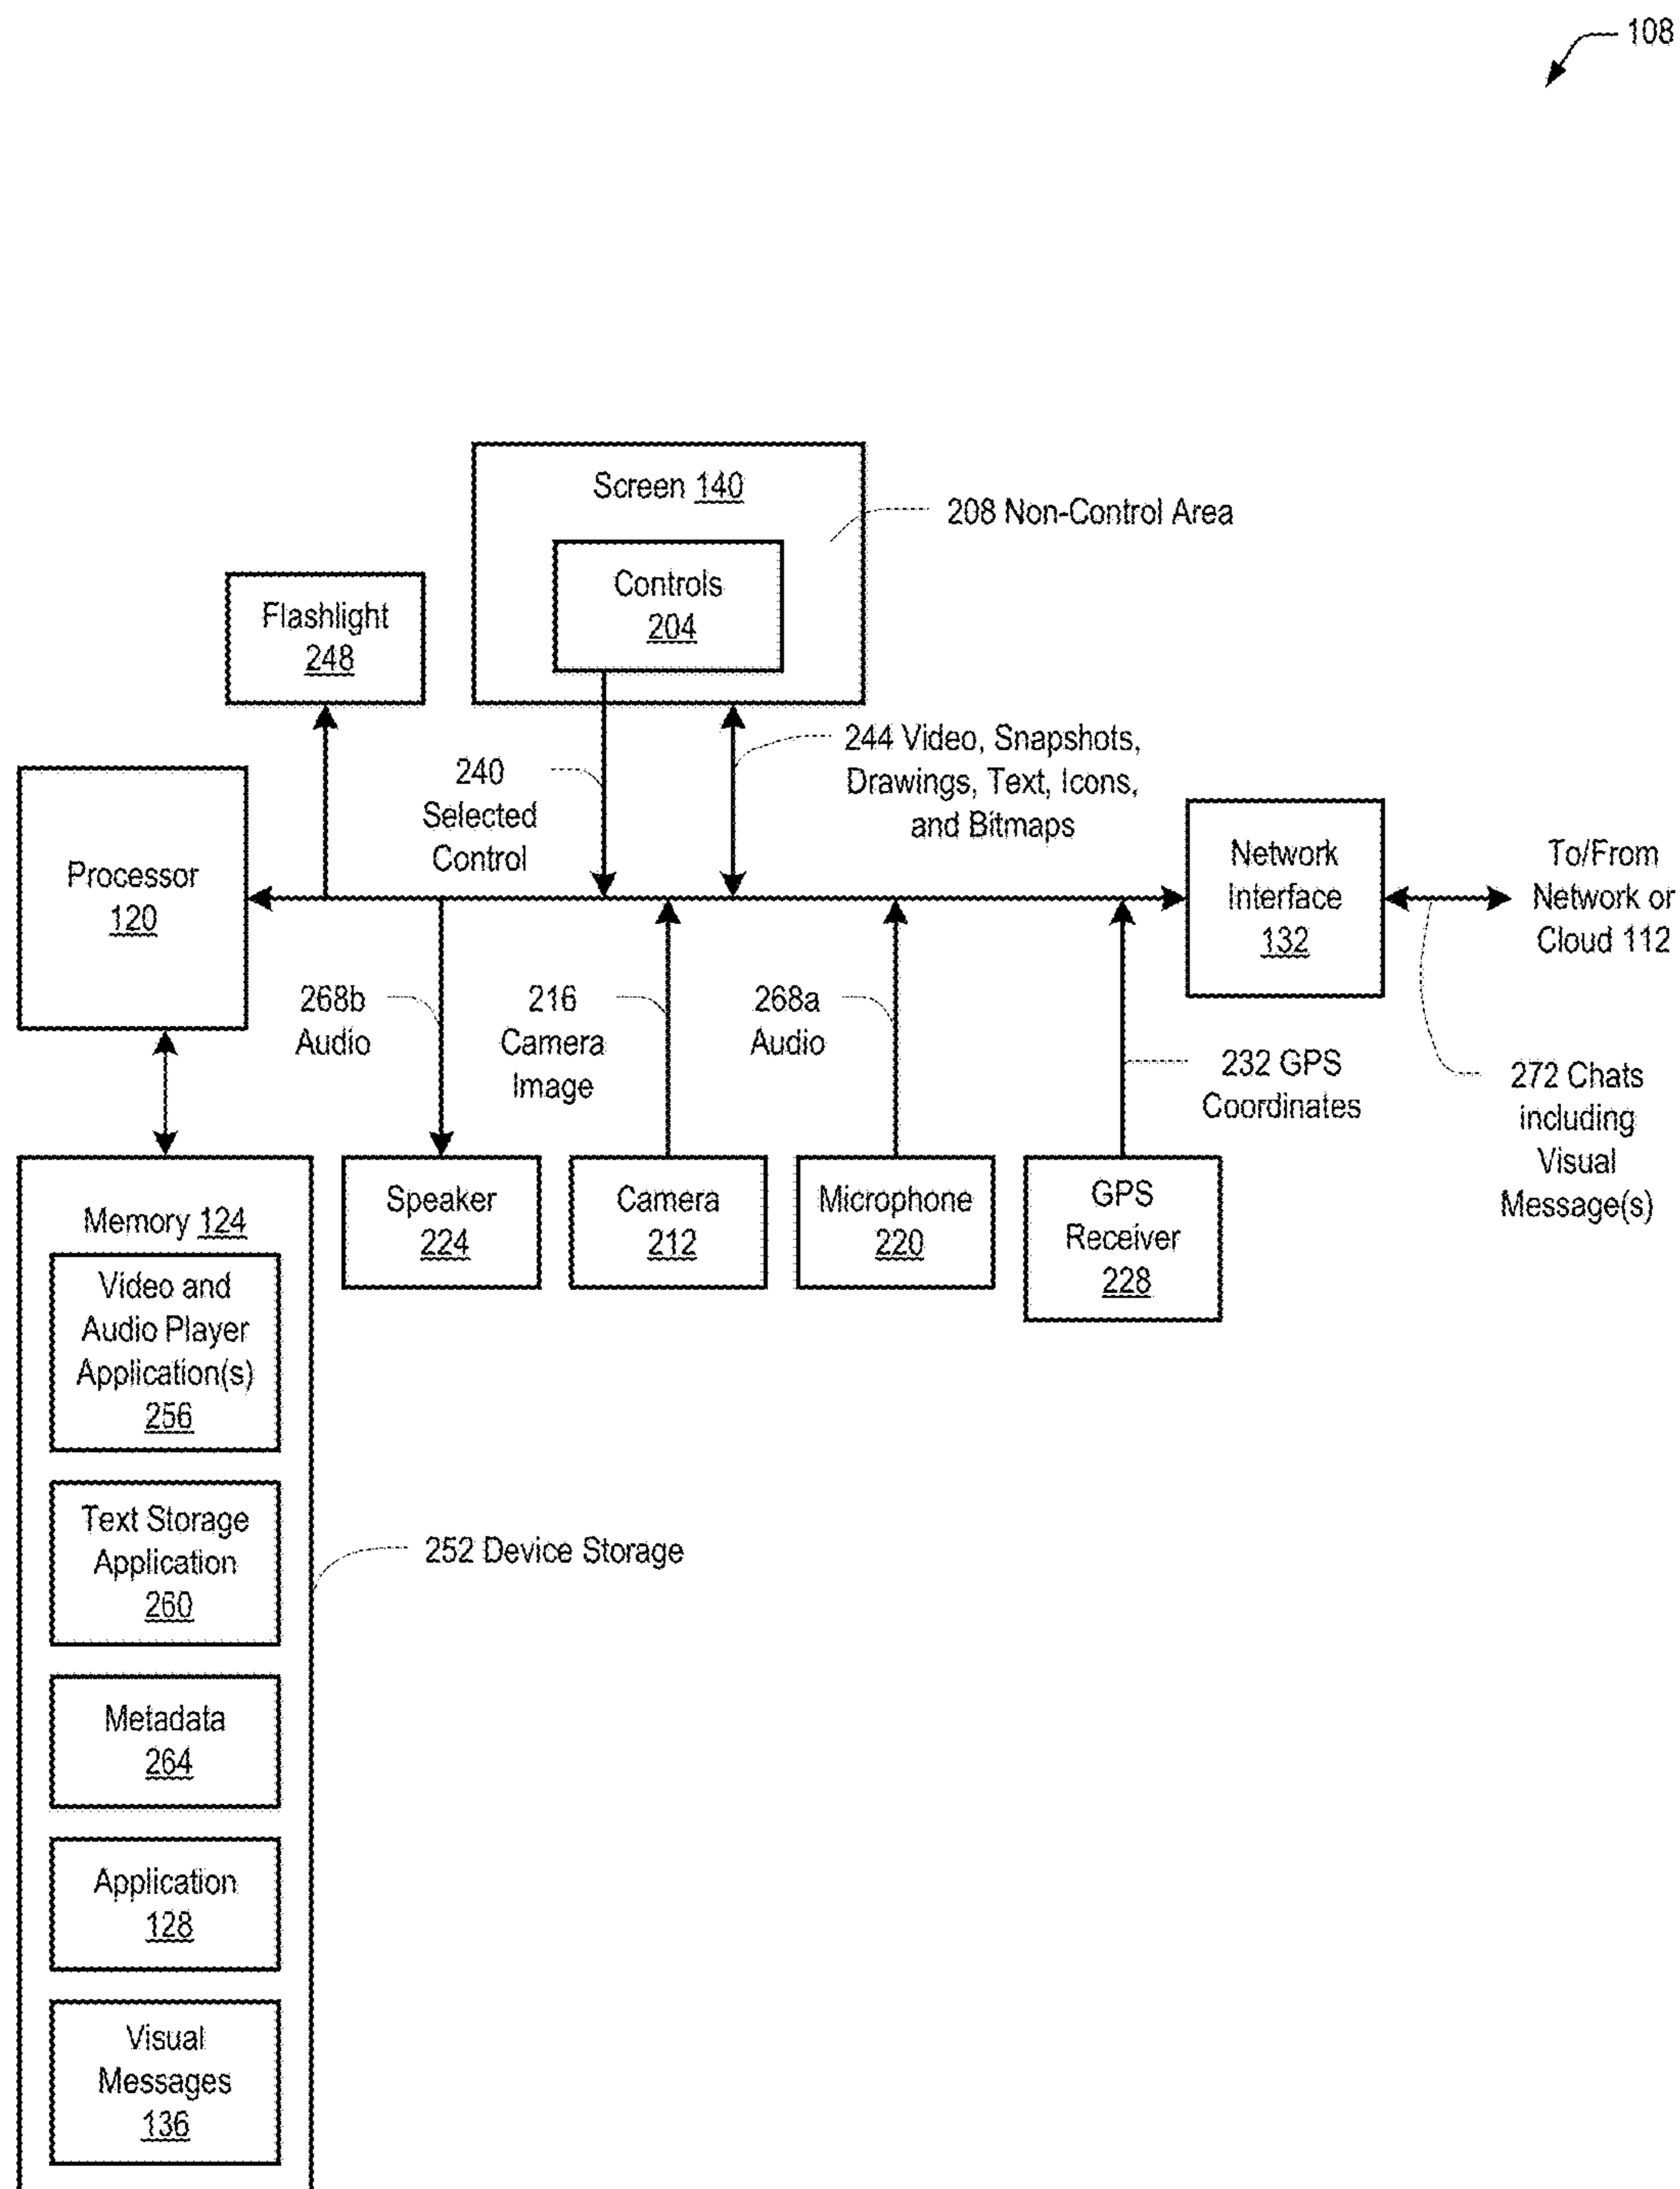 108
Screen 140
208 Non-Control Area
Controls
204
Flashlight
248
244 Video, Snapshots,
Drawings, Text, Icons,
and Bitmaps
240
Selected
Control
Processor
120
Network
Interface
132
To/From
Network or
Cloud 112
268b
Audio
216
Camera
Image
268a
Audio
232 GPS
Coordinates
272 Chats
including
Visual
Message(s)
Memory 124
Speaker
224
Camera
212
Microphone
220
GPS
Receiver
228
Video and
Audio Player
Application(s)
256
Text Storage
Application
260
252 Device Storage
Metadata
264
Application
128
Visual
Messages
136